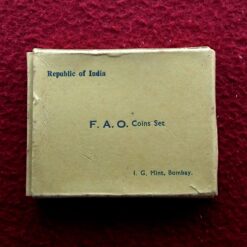 Republic of India
F. A. O. Coins Set
I. G. Mint, Bombay.